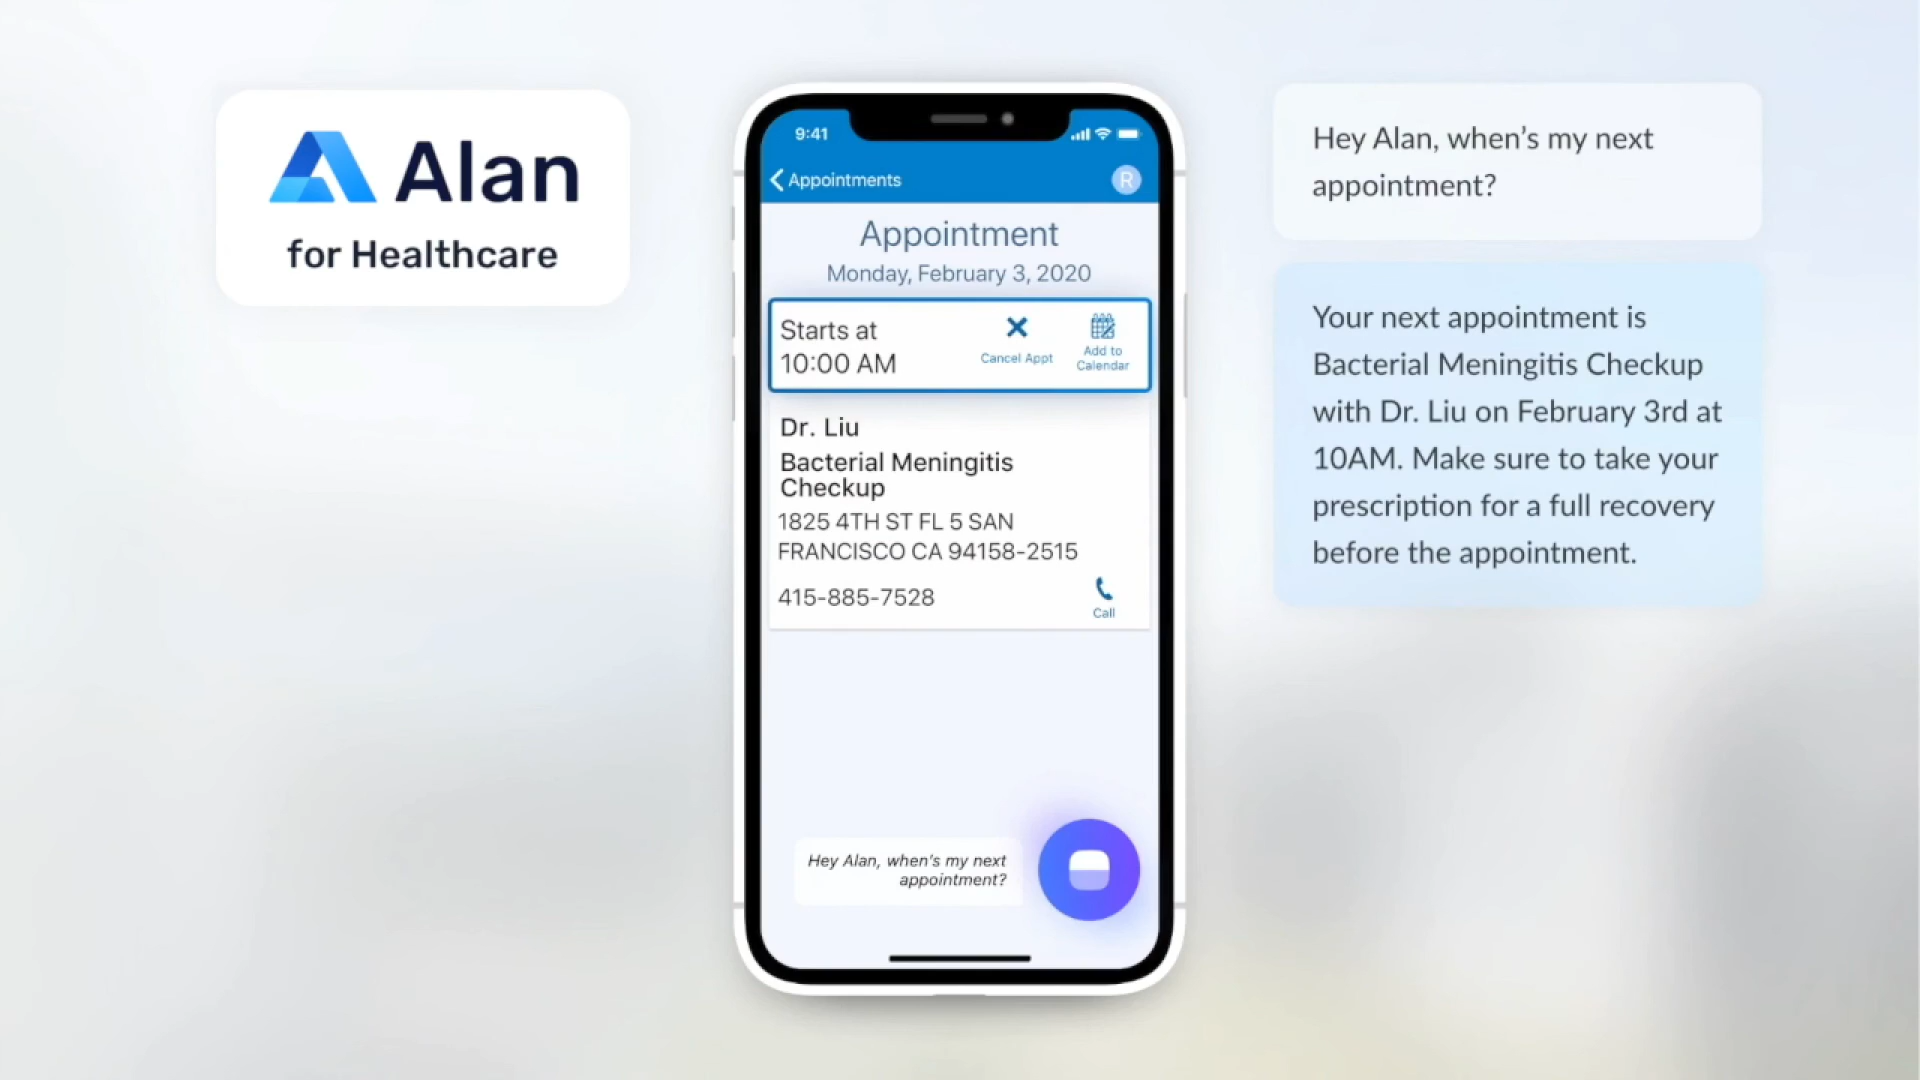 Alan
for Healthcare
9:41
Appointments
R
Appointment
Monday, February 3, 2020
Starts at
10:00 AM
Cancel Appt
Add to
Calendar
Dr. Liu
Bacterial Meningitis
Checkup
1825 4TH ST FL 5 SAN
FRANCISCO CA 94158-2515
415-885-7528
Call
Hey Alan, when's my next
appointment?
Hey Alan, when’s my next
appointment?
Your next appointment is
Bacterial Meningitis Checkup
with Dr. Liu on February 3rd at
10AM. Make sure to take your
prescription for a full recovery
before the appointment.